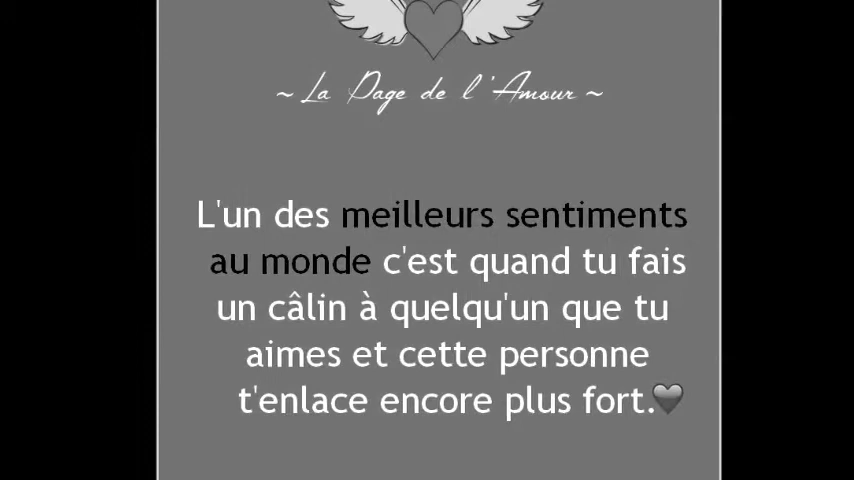 ~ La Page de l'Amour ~
L'un des meilleurs sentiments
au monde c'est quand tu fais
un câlin à quelqu'un que tu
aimes et cette personne
t'enlace encore plus fort.🖤